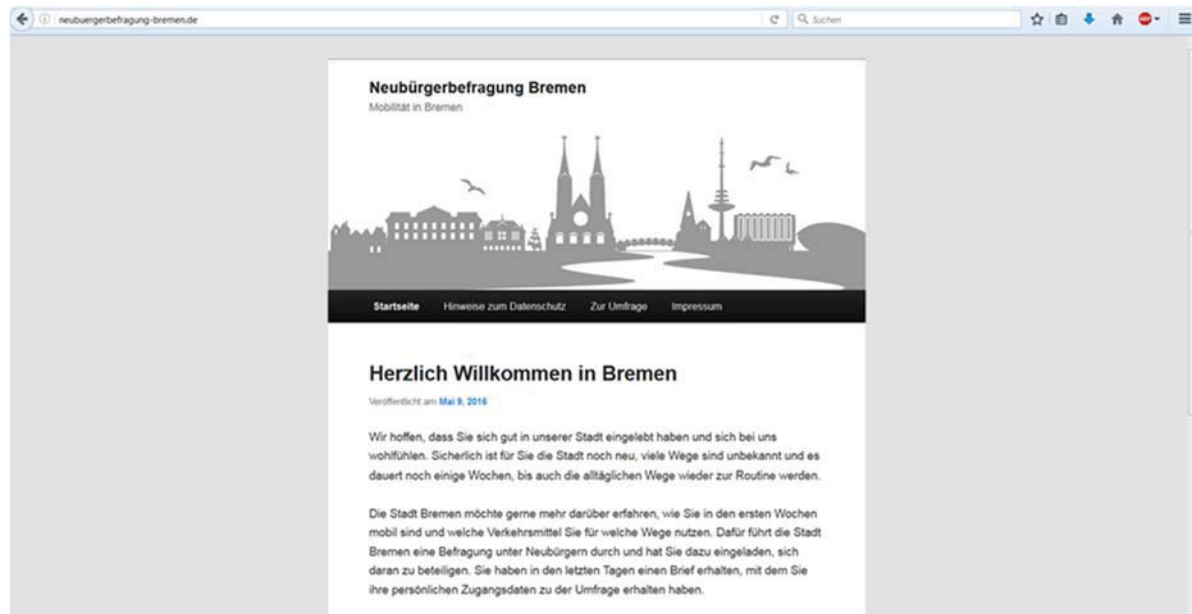 neubuergerbefragung-bremen.de
Suchen
Neubürgerbefragung Bremen
Mobilität in Bremen
Startseite Hinweise zum Datenschutz Zur Umfrage Impressum
Herzlich Willkommen in Bremen
Veröffentlicht am Mai 9, 2016
Wir hoffen, dass Sie sich gut in unserer Stadt eingelebt haben und sich bei uns
wohlfühlen. Sicherlich ist für Sie die Stadt noch neu, viele Wege sind unbekannt und es
dauert noch einige Wochen, bis auch die alltäglichen Wege wieder zur Routine werden.
Die Stadt Bremen möchte gerne mehr darüber erfahren, wie Sie in den ersten Wochen
mobil sind und welche Verkehrsmittel Sie für welche Wege nutzen. Dafür führt die Stadt
Bremen eine Befragung unter Neubürgern durch und hat Sie dazu eingeladen, sich
daran zu beteiligen. Sie haben in den letzten Tagen einen Brief erhalten, mit dem Sie
ihre persönlichen Zugangsdaten zu der Umfrage erhalten haben.